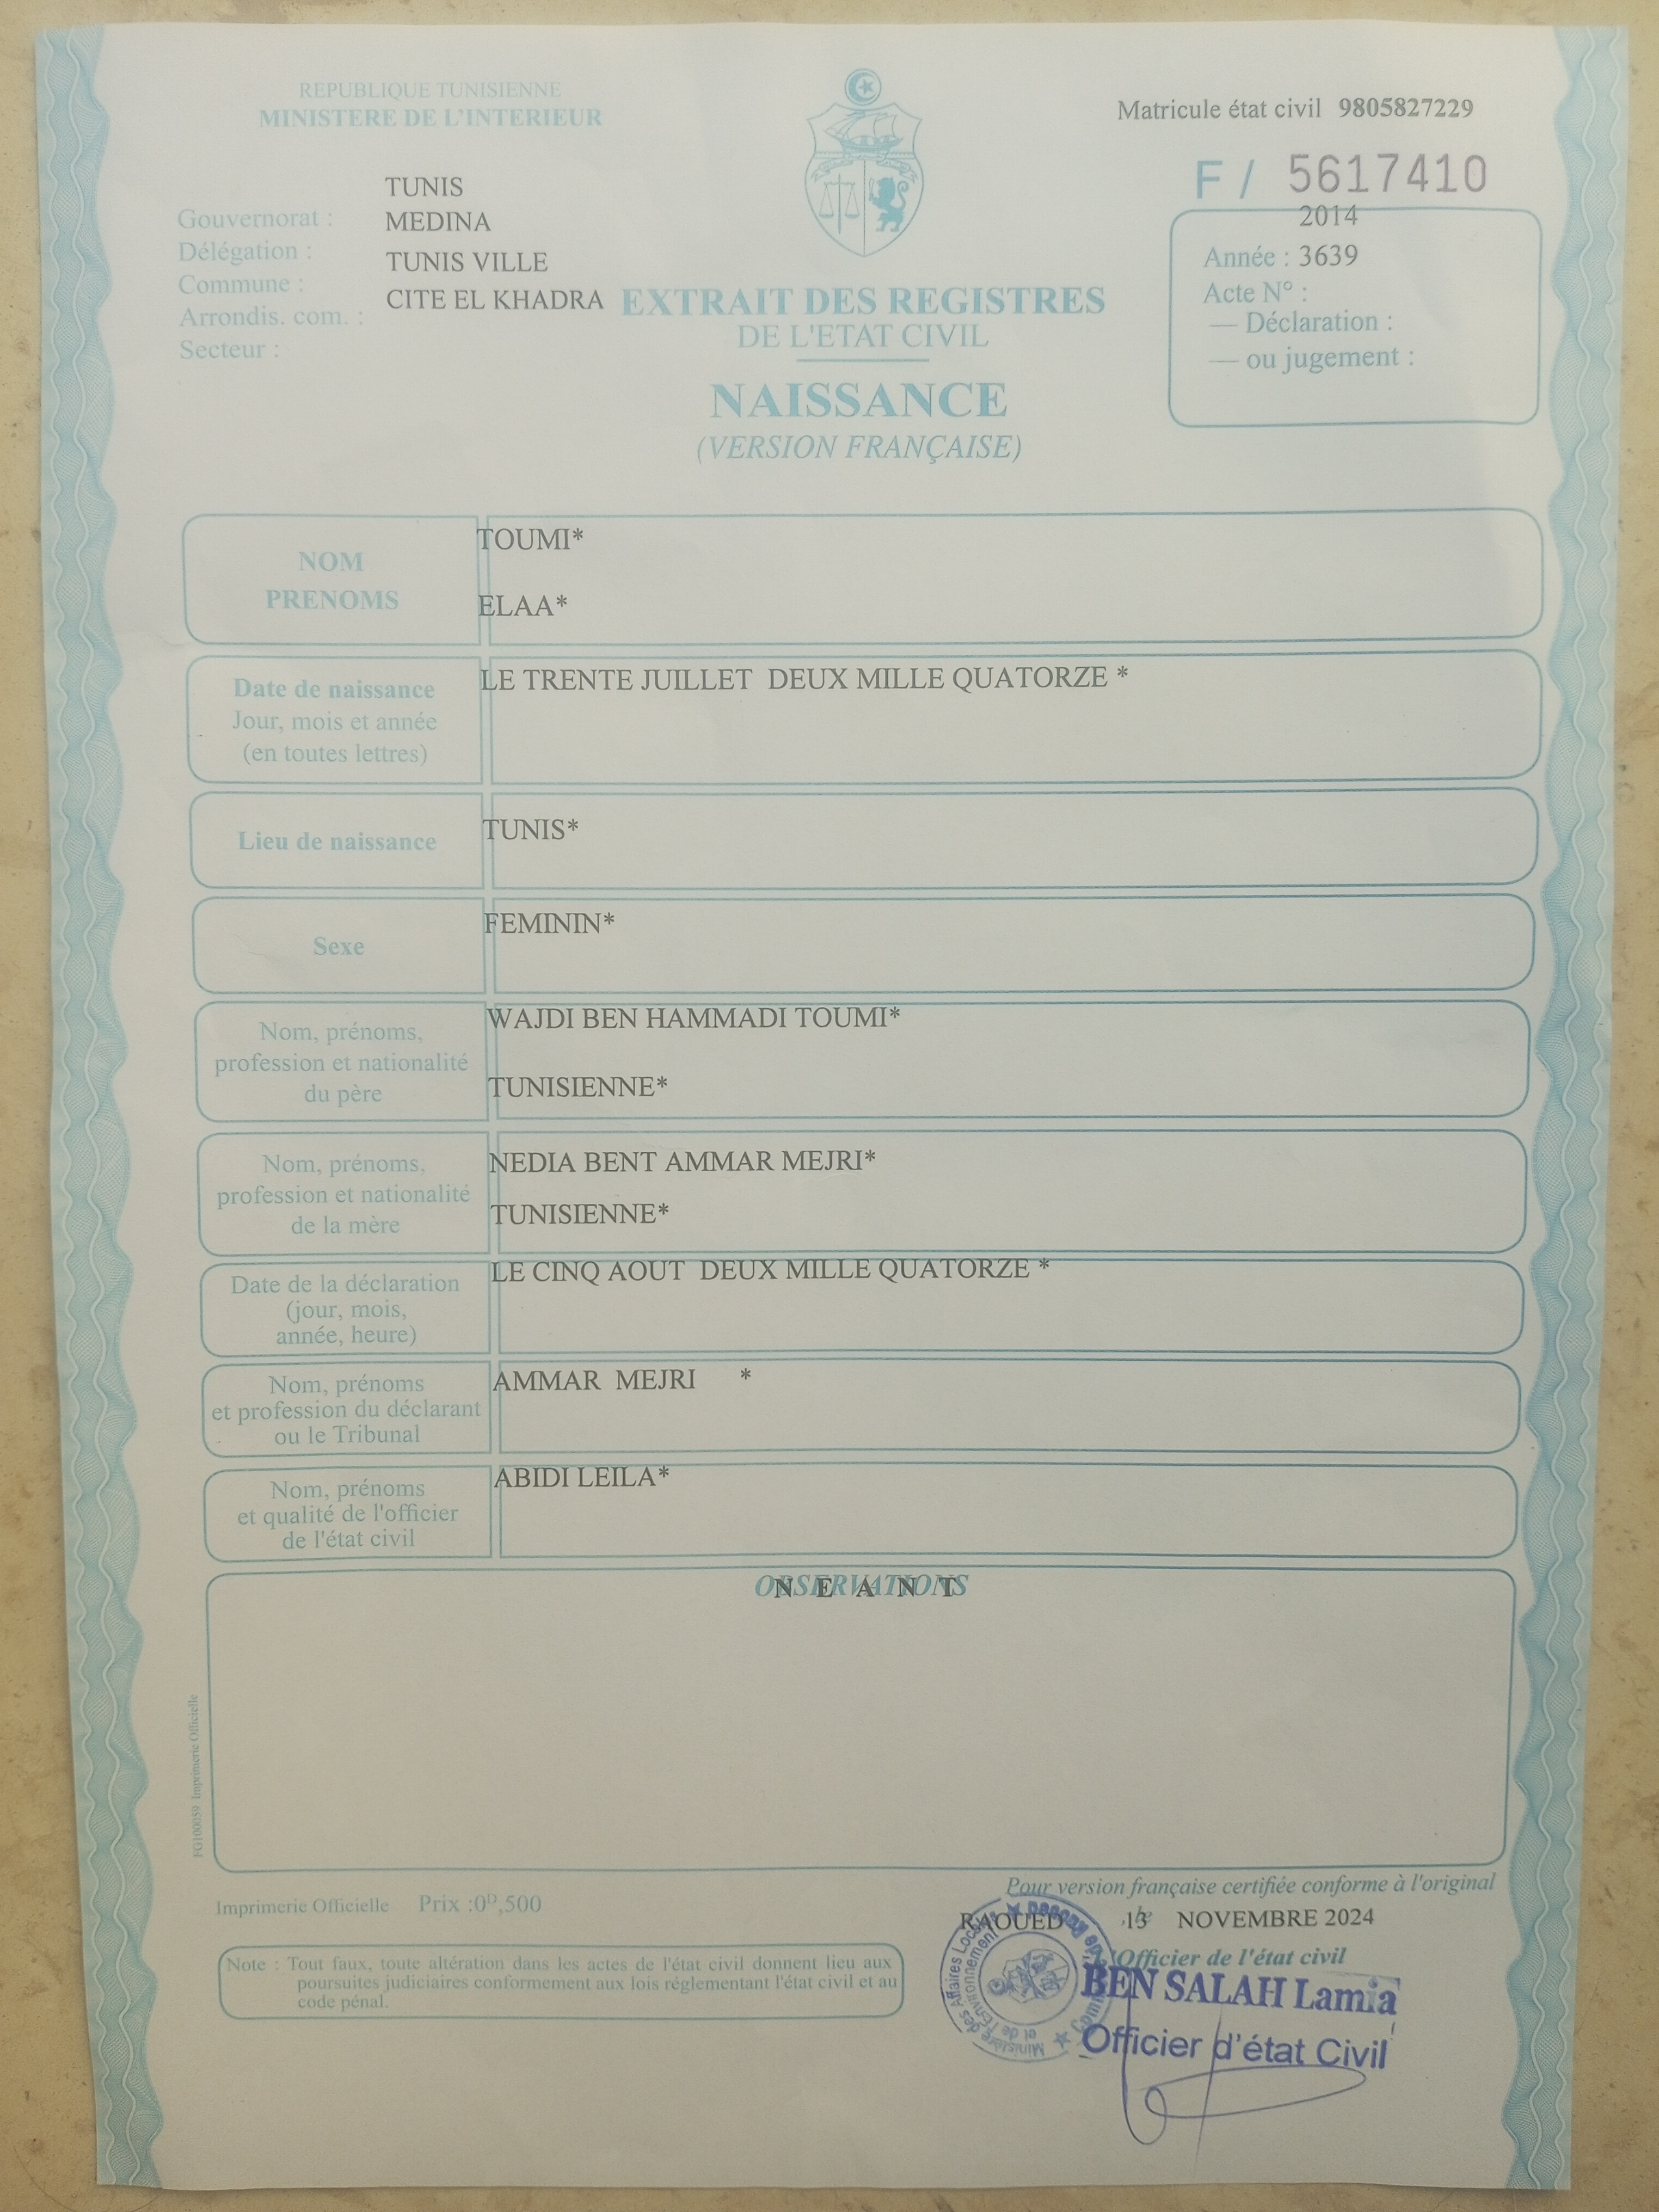 REPUBLIQUE TUNISIENNE
MINISTERE DE L'INTERIEUR
Matricule état civil 9805827229
F / 5617410
TUNIS
Gouvernorat : MEDINA
Délégation : TUNIS VILLE
Commune : CITE EL KHADRA
Arrondis. com. :
Secteur :
2014
Année : 3639
Acte N° :
— Déclaration :
— ou jugement :
EXTRAIT DES REGISTRES
DE L'ETAT CIVIL
NAISSANCE
(VERSION FRANÇAISE)
NOM
PRENOMS
TOUMI*
ELAA*
Date de naissance
Jour, mois et année
(en toutes lettres)
LE TRENTE JUILLET DEUX MILLE QUATORZE *
Lieu de naissance
TUNIS*
Sexe
FEMININ*
Nom, prénoms,
profession et nationalité
du père
WAJDI BEN HAMMADI TOUMI*
TUNISIENNE*
Nom, prénoms,
profession et nationalité
de la mère
NEDIA BENT AMMAR MEJRI*
TUNISIENNE*
Date de la déclaration
(jour, mois,
année, heure)
LE CINQ AOUT DEUX MILLE QUATORZE *
Nom, prénoms
et profession du déclarant
ou le Tribunal
AMMAR MEJRI *
Nom, prénoms
et qualité de l'officier
de l'état civil
ABIDI LEILA*
OBSERVATIONS
N E A N T
FG100059 Imprimerie Officielle
Imprimerie Officielle Prix :0D,500
Note : Tout faux, toute altération dans les actes de l'état civil donnent lieu aux
poursuites judiciaires conformement aux lois réglementant l'état civil et au
code pénal.
Pour version française certifiée conforme à l'original
RAOUED 13 NOVEMBRE 2024
L'Officier de l'état civil
BEN SALAH Lamia
Officier d'état Civil
Ministère des Affaires Locales
et de l'Environnement